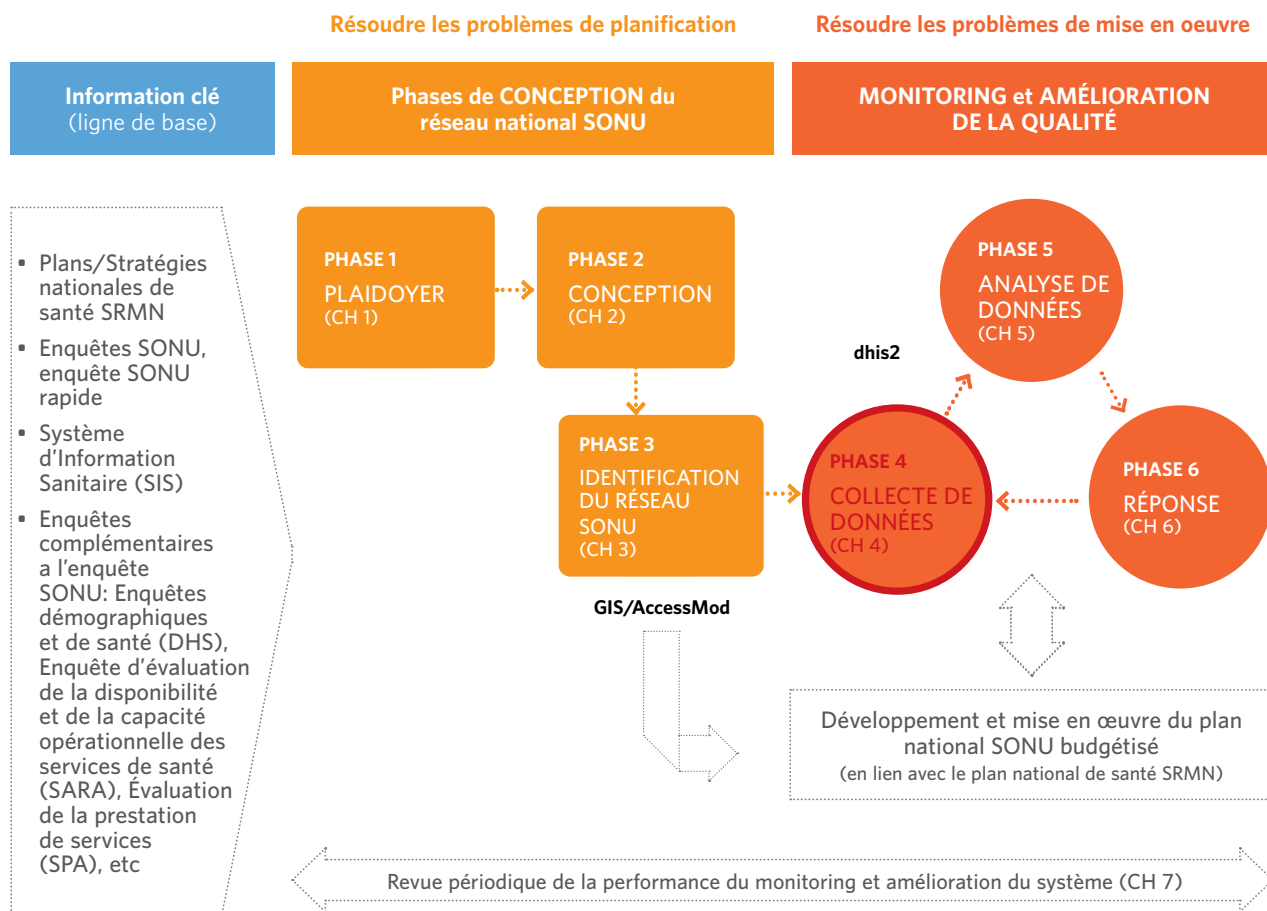 Résoudre les problèmes de planification
Résoudre les problèmes de mise en oeuvre
Information clé
(ligne de base)
Phases de CONCEPTION du
réseau national SONU
MONITORING et AMÉLIORATION
DE LA QUALITÉ
▪ Plans/Stratégies
nationales de
santé SRMN
▪ Enquêtes SONU,
enquête SONU
rapide
▪ Système
d'Information
Sanitaire (SIS)
▪ Enquêtes
complémentaires
a l'enquête
SONU: Enquêtes
démographiques
et de santé (DHS),
Enquête d'évaluation
de la disponibilité
et de la capacité
opérationnelle des
services de santé
(SARA), Évaluation
de la prestation
de services
(SPA), etc
PHASE 1
PLAIDOYER
(CH 1)
PHASE 2
CONCEPTION
(CH 2)
PHASE 3
IDENTIFICATION
DU RÉSEAU
SONU
(CH 3)
GIS/AccessMod
PHASE 4
COLLECTE DE
DONNÉES
(CH 4)
dhis2
PHASE 5
ANALYSE DE
DONNÉES
(CH 5)
PHASE 6
RÉPONSE
(CH 6)
Développement et mise en œuvre du plan
national SONU budgétisé
(en lien avec le plan national de santé SRMN)
Revue périodique de la performance du monitoring et amélioration du système (CH 7)